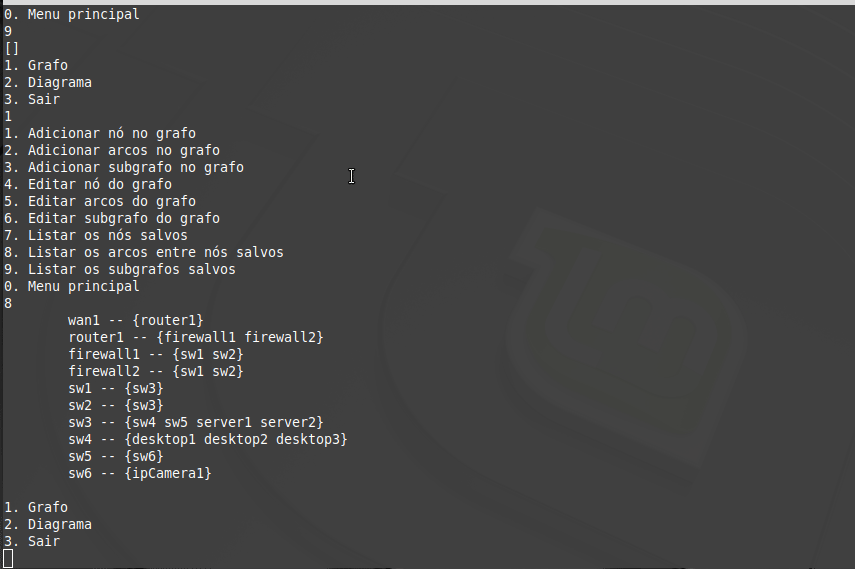 0. Menu principal
9
[]
1. Grafo
2. Diagrama
3. Sair
1
1. Adicionar nó no grafo
2. Adicionar arcos no grafo
3. Adicionar subgrafo no grafo
4. Editar nó do grafo
5. Editar arcos do grafo
6. Editar subgrafo do grafo
7. Listar os nós salvos
8. Listar os arcos entre nós salvos
9. Listar os subgrafos salvos
0. Menu principal
8
wan1 -- {router1}
router1 -- {firewall1 firewall2}
firewall1 -- {sw1 sw2}
firewall2 -- {sw1 sw2}
sw1 -- {sw3}
sw2 -- {sw3}
sw3 -- {sw4 sw5 server1 server2}
sw4 -- {desktop1 desktop2 desktop3}
sw5 -- {sw6}
sw6 -- {ipCamera1}
1. Grafo
2. Diagrama
3. Sair